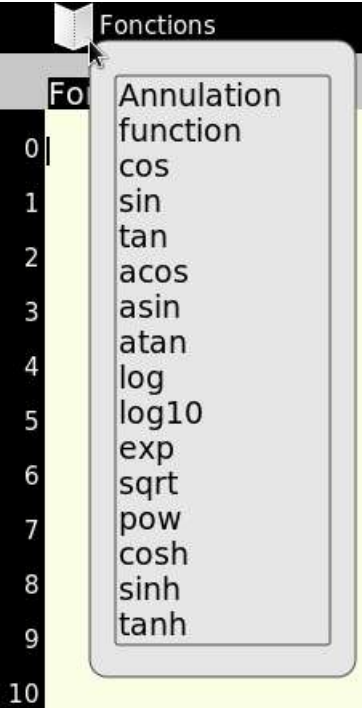 Fonctions
Fo
Annulation
0
function
cos
1
sin
tan
2
acos
3
asin
atan
4
log
5
log10
exp
6
sqrt
7
pow
cosh
8
sinh
9
tanh
10